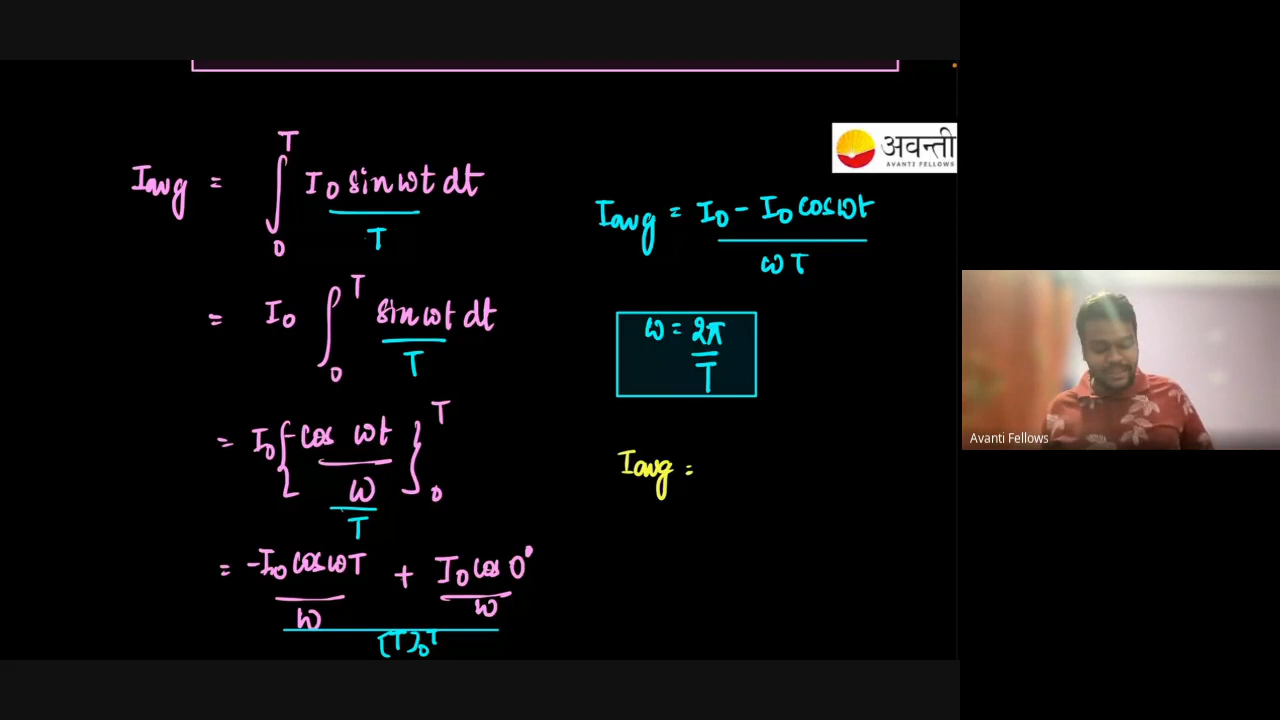 Iavg = ∫₀ᵀ I₀ sin ωt dt
T
= I₀ ∫₀ᵀ sin ωt dt
T
= I₀ { -cos ωt }₀ᵀ
ω
T
= -I₀ cos ωT + I₀ cos 0°
ω ω
[T]₀ᵀ
अवन्ती
AVANTI FELLOWS
Iavg = I₀ - I₀ cos ωt
ωT
ω = 2π
T
Iavg =
Avanti Fellows